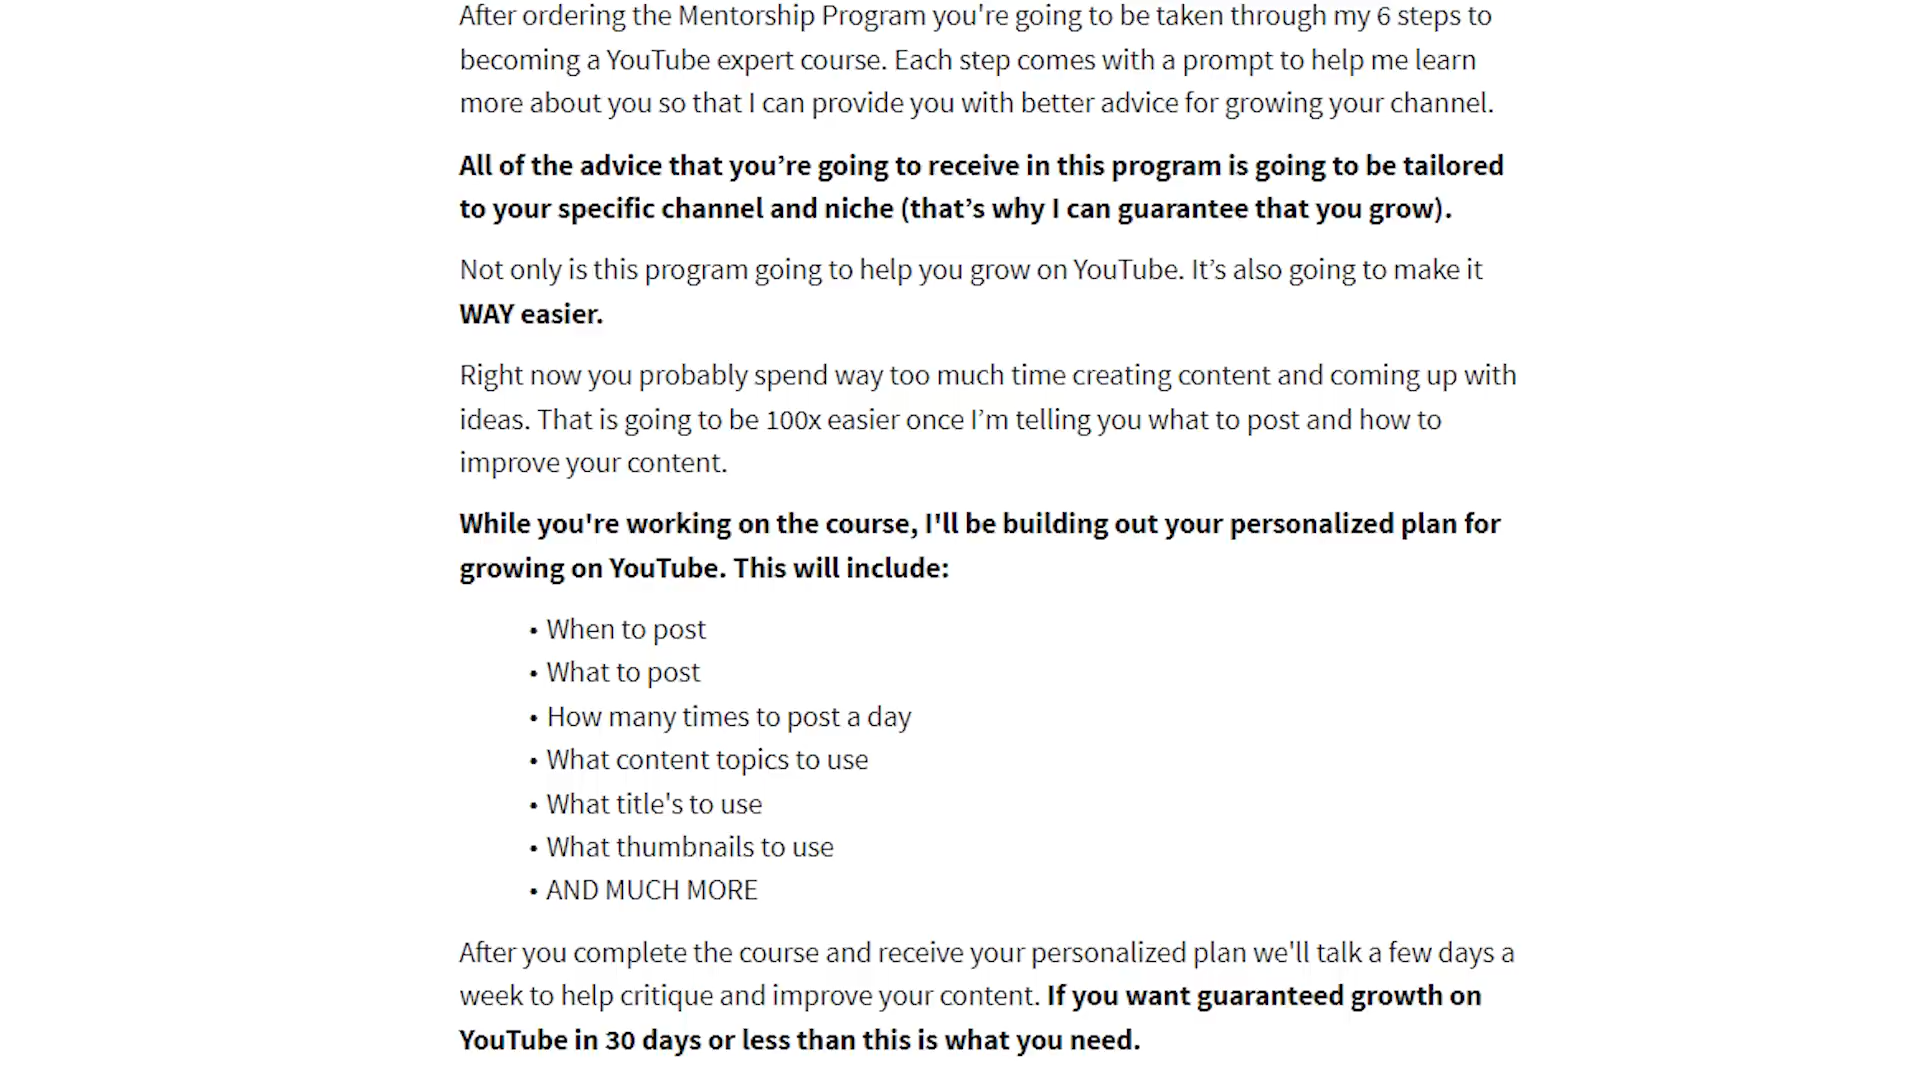 After ordering the Mentorship Program you're going to be taken through my 6 steps to
becoming a YouTube expert course. Each step comes with a prompt to help me learn
more about you so that I can provide you with better advice for growing your channel.
All of the advice that you’re going to receive in this program is going to be tailored
to your specific channel and niche (that’s why I can guarantee that you grow).
Not only is this program going to help you grow on YouTube. It’s also going to make it
WAY easier.
Right now you probably spend way too much time creating content and coming up with
ideas. That is going to be 100x easier once I’m telling you what to post and how to
improve your content.
While you're working on the course, I'll be building out your personalized plan for
growing on YouTube. This will include:
• When to post
• What to post
• How many times to post a day
• What content topics to use
• What title's to use
• What thumbnails to use
• AND MUCH MORE
After you complete the course and receive your personalized plan we'll talk a few days a
week to help critique and improve your content. If you want guaranteed growth on
YouTube in 30 days or less than this is what you need.